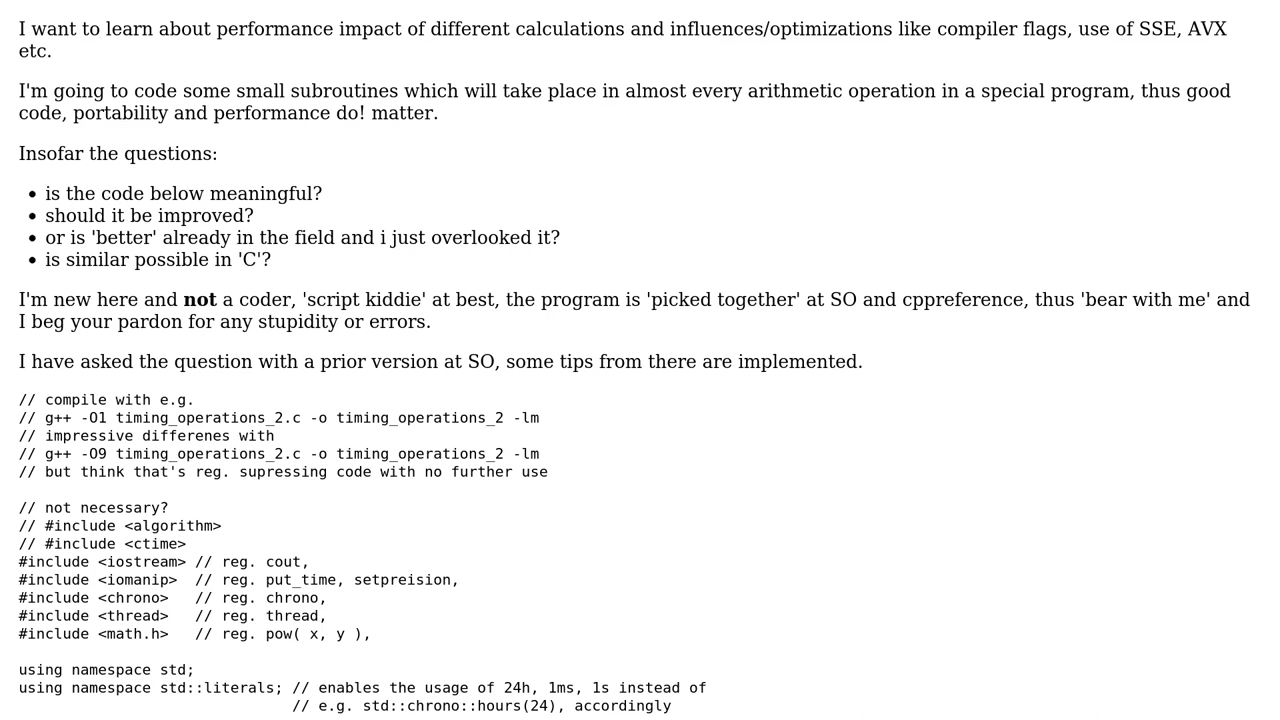 I want to learn about performance impact of different calculations and influences/optimizations like compiler flags, use of SSE, AVX
etc.
I'm going to code some small subroutines which will take place in almost every arithmetic operation in a special program, thus good
code, portability and performance do! matter.
Insofar the questions:
• is the code below meaningful?
• should it be improved?
• or is 'better' already in the field and i just overlooked it?
• is similar possible in 'C'?
I'm new here and not a coder, 'script kiddie' at best, the program is 'picked together' at SO and cppreference, thus 'bear with me' and
I beg your pardon for any stupidity or errors.
I have asked the question with a prior version at SO, some tips from there are implemented.
// compile with e.g.
// g++ -O1 timing_operations_2.c -o timing_operations_2 -lm
// impressive differenes with
// g++ -O9 timing_operations_2.c -o timing_operations_2 -lm
// but think that's reg. supressing code with no further use
// not necessary?
// #include <algorithm>
// #include <ctime>
#include <iostream> // reg. cout,
#include <iomanip>  // reg. put_time, setpreision,
#include <chrono>   // reg. chrono,
#include <thread>   // reg. thread,
#include <math.h>   // reg. pow( x, y ),
using namespace std;
using namespace std::literals; // enables the usage of 24h, 1ms, 1s instead of
                               // e.g. std::chrono::hours(24), accordingly